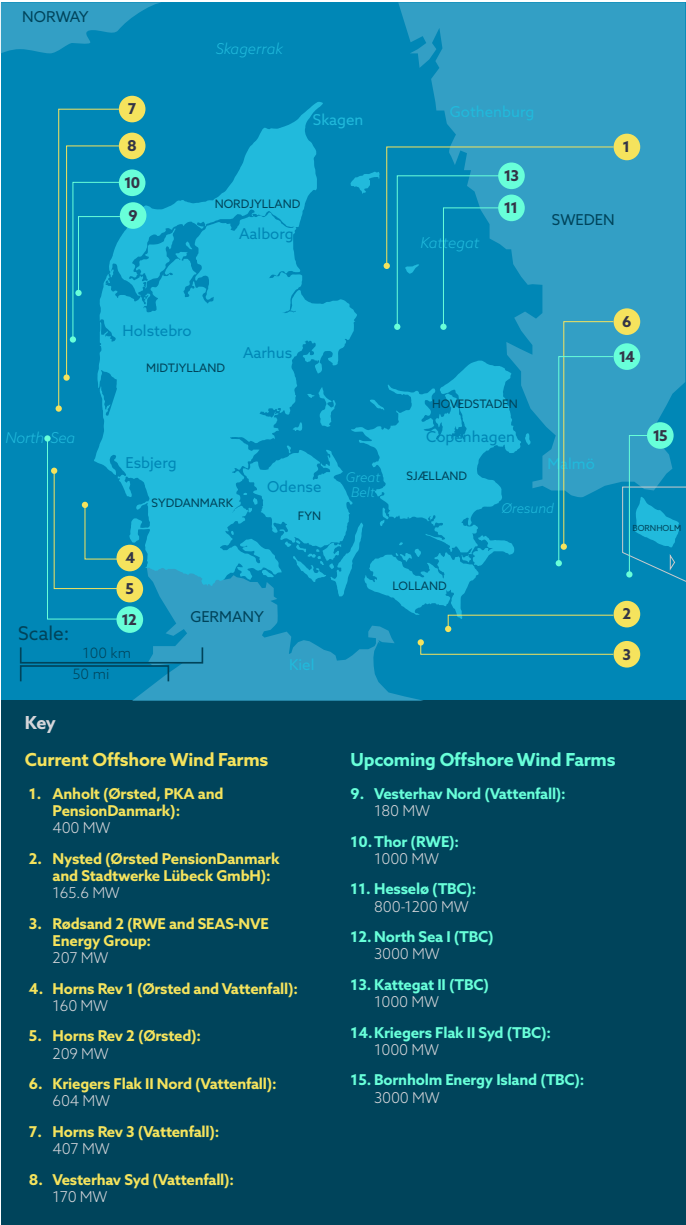 NORWAY
Skagerrak
7
Skagen
Gothenburg
8
1
10
13
NORDJYLLAND
9
11
SWEDEN
Aalborg
Kattegat
Holstebro
6
Aarhus
14
MIDTJYLLAND
HOVEDSTADEN
North Sea
Copenhagen
15
Esbjerg
Malmö
Great
Belt
SJÆLLAND
Odense
SYDDANMARK
Øresund
FYN
BORNHOLM
4
5
LOLLAND
12
GERMANY
2
Scale:
100 km
3
50 mi
Kiel
Key
Current Offshore Wind Farms
1. Anholt (Ørsted, PKA and
PensionDanmark):
400 MW
2. Nysted (Ørsted PensionDanmark
and Stadtwerke Lübeck GmbH):
165.6 MW
3. Rødsand 2 (RWE and SEAS-NVE
Energy Group:
207 MW
4. Horns Rev 1 (Ørsted and Vattenfall):
160 MW
5. Horns Rev 2 (Ørsted):
209 MW
6. Kriegers Flak II Nord (Vattenfall):
604 MW
7. Horns Rev 3 (Vattenfall):
407 MW
8. Vesterhav Syd (Vattenfall):
170 MW
Upcoming Offshore Wind Farms
9. Vesterhav Nord (Vattenfall):
180 MW
10. Thor (RWE):
1000 MW
11. Hesselø (TBC):
800-1200 MW
12. North Sea I (TBC)
3000 MW
13. Kattegat II (TBC)
1000 MW
14. Kriegers Flak II Syd (TBC):
1000 MW
15. Bornholm Energy Island (TBC):
3000 MW